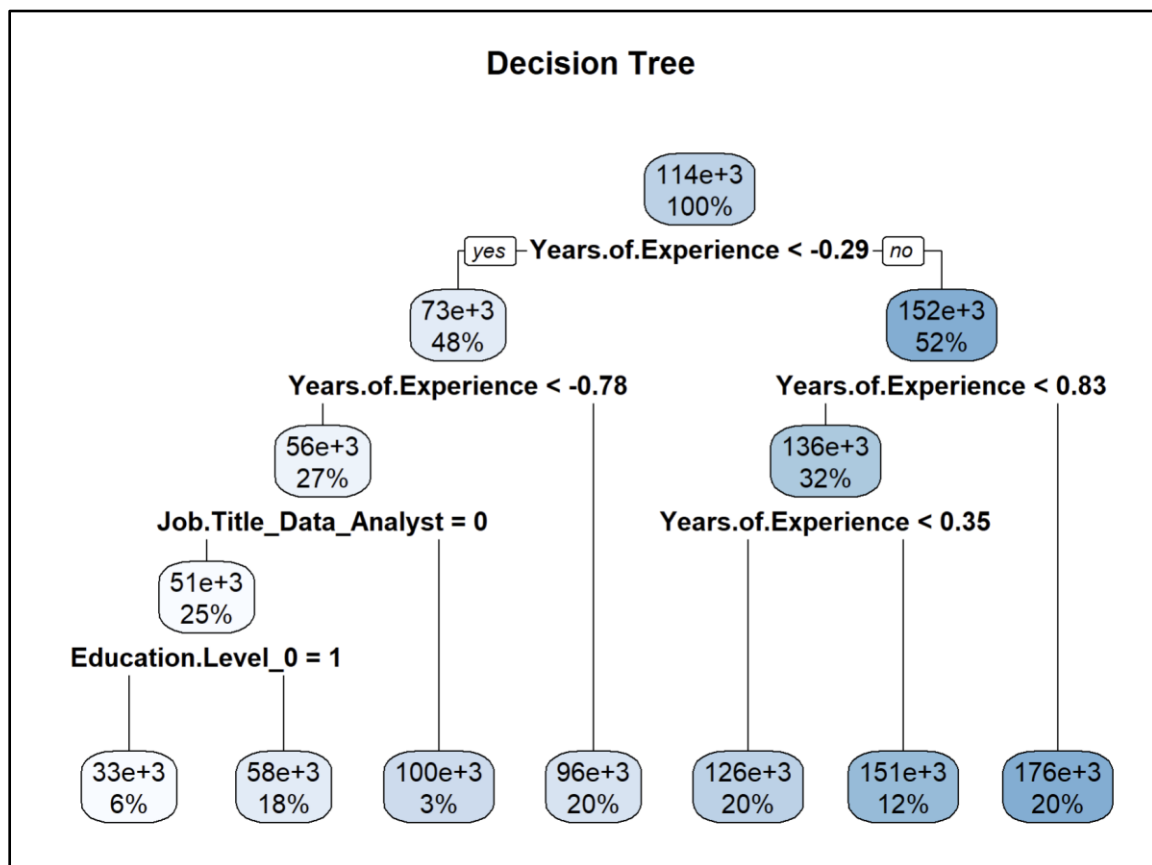 Decision Tree
114e+3
100%
yes
Years.of.Experience < -0.29
no
73e+3
48%
152e+3
52%
Years.of.Experience < -0.78
Years.of.Experience < 0.83
56e+3
27%
136e+3
32%
Job.Title_Data_Analyst = 0
Years.of.Experience < 0.35
51e+3
25%
Education.Level_0 = 1
33e+3
6%
58e+3
18%
100e+3
3%
96e+3
20%
126e+3
20%
151e+3
12%
176e+3
20%